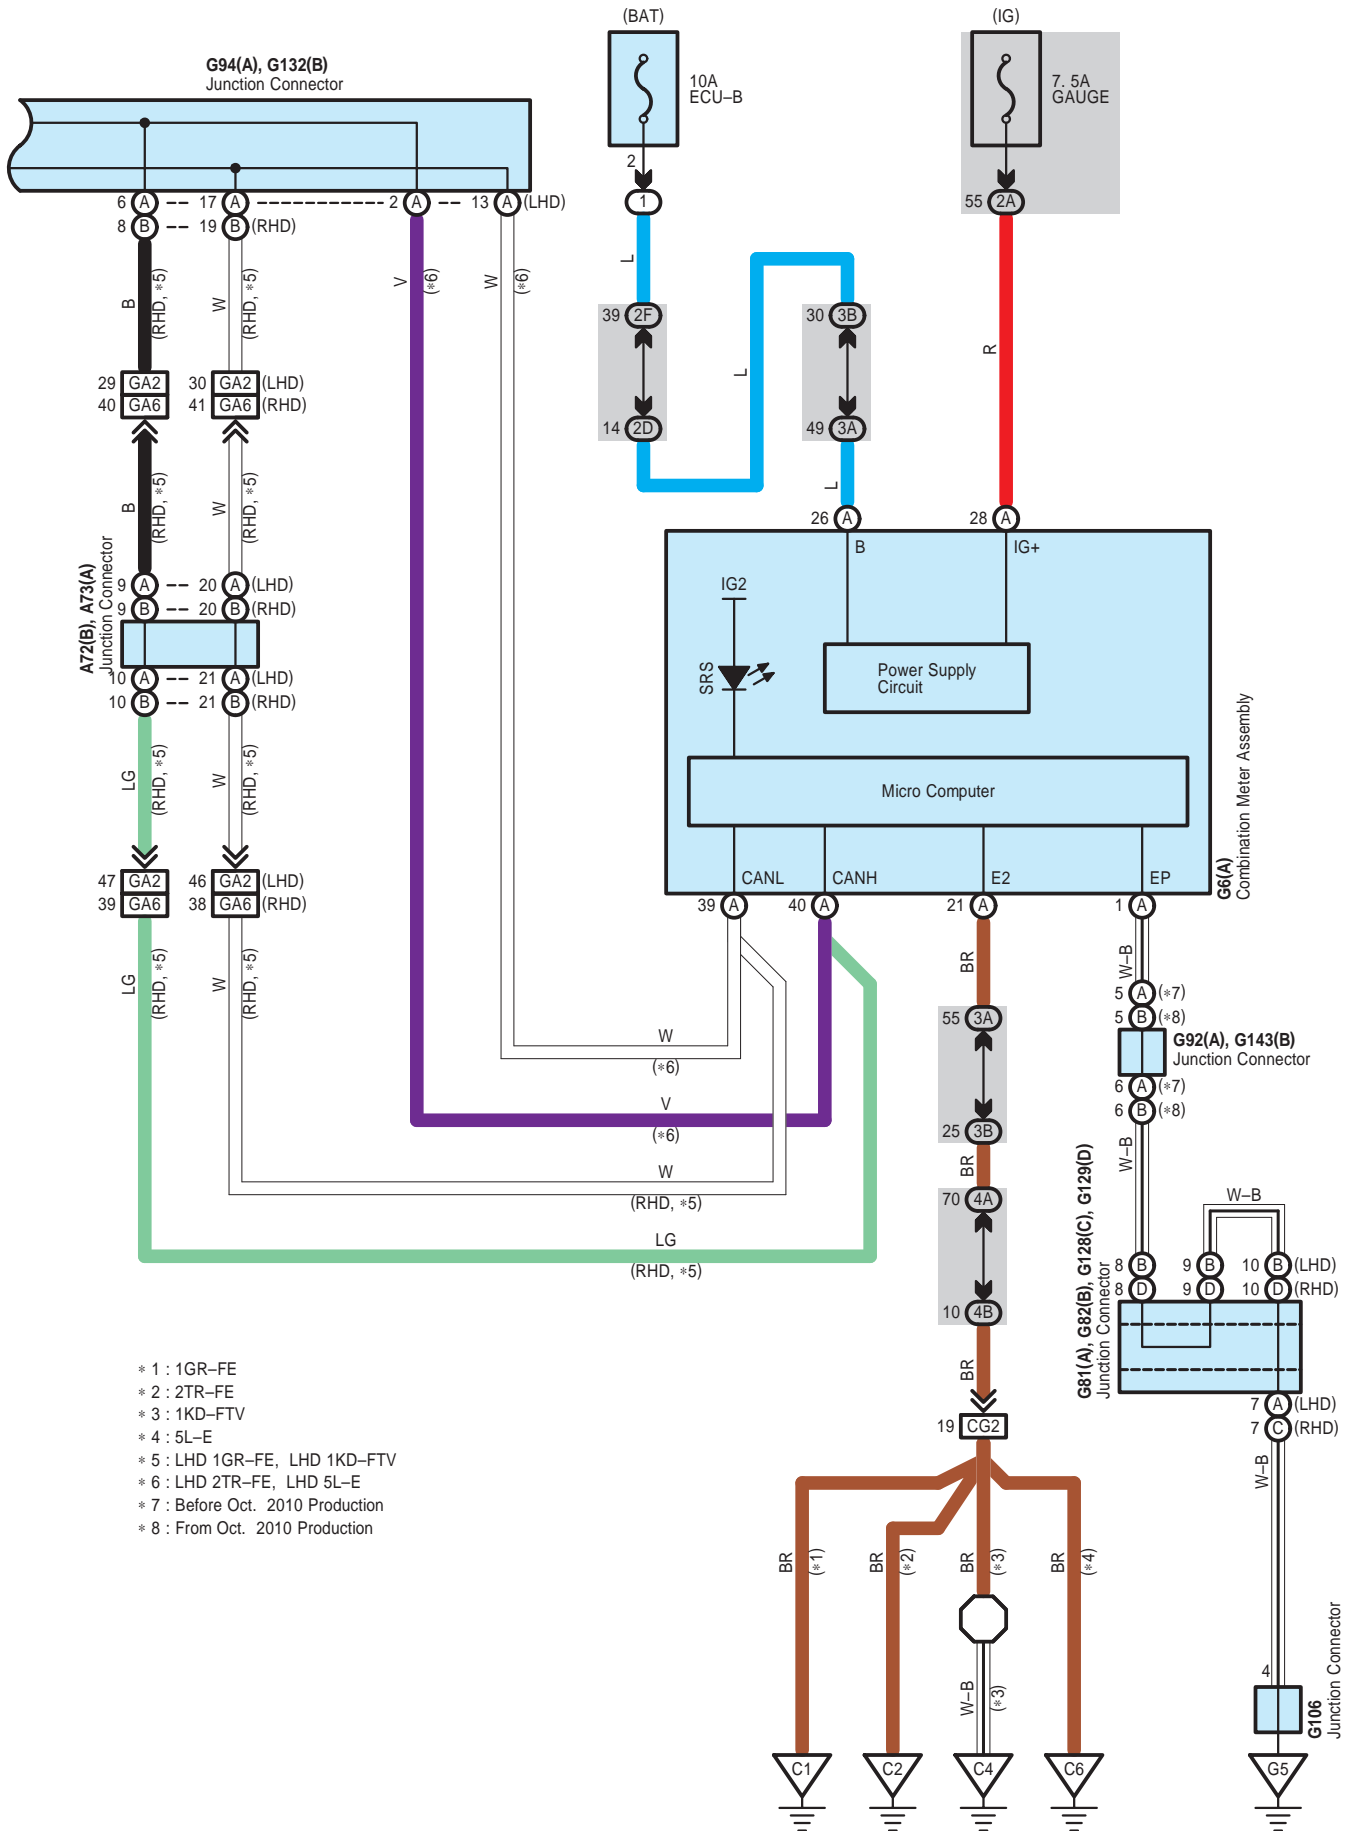 (BAT)
(IG)
G94(A), G132(B)
Junction Connector
10A
ECU–B
7. 5A
GAUGE
2
1
55 2A
6 A 17 A 2 A 13 A (LHD)
8 B 19 B (RHD)
B
(RHD, *5)
W
(RHD, *5)
V
(*6)
W
(*6)
L
L
R
39 2F
30 3B
14 2D
49 3A
L
29 GA2 30 GA2 (LHD)
40 GA6 41 GA6 (RHD)
B
(RHD, *5)
W
(RHD, *5)
26 A
28 A
B
IG+
IG2
SRS
Power Supply
Circuit
Micro Computer
CANL
CANH
E2
EP
G6(A)
Combination Meter Assembly
A72(B), A73(A)
Junction Connector
9 A 20 A (LHD)
9 B 20 B (RHD)
10 A 21 A (LHD)
10 B 21 B (RHD)
LG
(RHD, *5)
W
(RHD, *5)
47 GA2 46 GA2 (LHD)
39 GA6 38 GA6 (RHD)
LG
(RHD, *5)
W
(RHD, *5)
39 A
40 A
21 A
1 A
BR
W–B
5 A (*7)
5 B (*8)
G92(A), G143(B)
Junction Connector
6 A (*7)
6 B (*8)
W–B
55 3A
25 3B
BR
70 4A
10 4B
BR
W
(*6)
V
(*6)
W
(RHD, *5)
LG
(RHD, *5)
W–B
8 B 9 B 10 B (LHD)
8 D 9 D 10 D (RHD)
G81(A), G82(B), G128(C), G129(D)
Junction Connector
7 A (LHD)
7 C (RHD)
W–B
19 CG2
* 1 : 1GR–FE
* 2 : 2TR–FE
* 3 : 1KD–FTV
* 4 : 5L–E
* 5 : LHD 1GR–FE, LHD 1KD–FTV
* 6 : LHD 2TR–FE, LHD 5L–E
* 7 : Before Oct. 2010 Production
* 8 : From Oct. 2010 Production
BR
(*1)
BR
(*2)
BR
(*3)
BR
(*4)
W–B
(*3)
4
G106
Junction Connector
C1
C2
C4
C6
G5